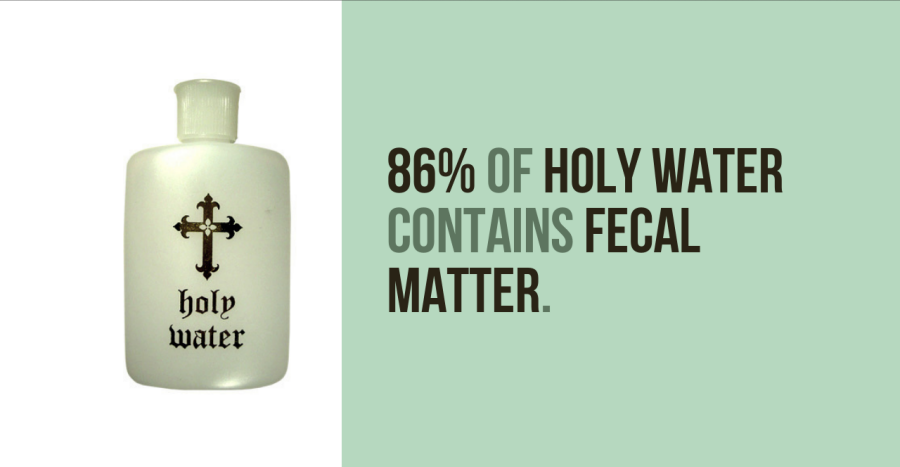 holy
water
86% OF HOLY WATER
CONTAINS FECAL
MATTER.